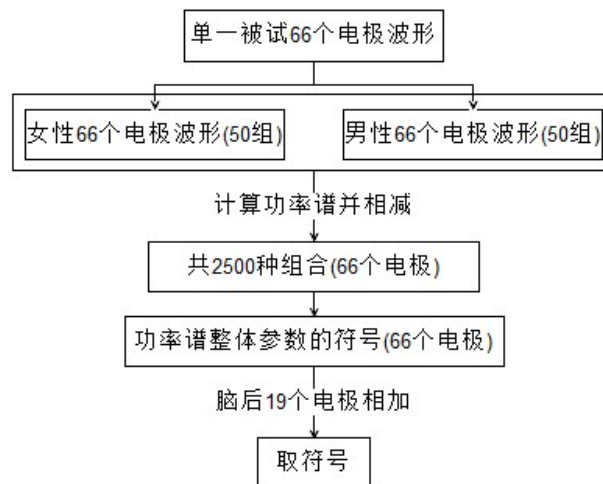 单一被试66个电极波形
女性66个电极波形(50组)
男性66个电极波形(50组)
计算功率谱并相减
共2500种组合(66个电极)
功率谱整体参数的符号(66个电极)
脑后19个电极相加
取符号